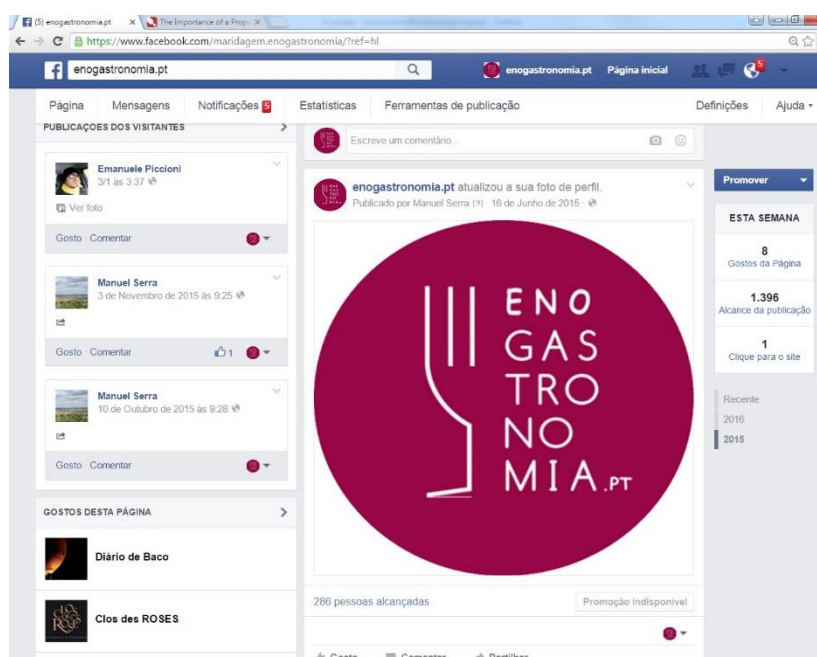 (5) enogastronomia.pt
The Importance of a Prop
https://www.facebook.com/maridagem.enogastronomia/?ref=hl
enogastronomia.pt
enogastronomia.pt Página inicial 5
Página Mensagens Notificações 5 Estatísticas Ferramentas de publicação Definições Ajuda
PUBLICAÇÕES DOS VISITANTES
Emanuele Piccioni
3/1 às 3:37
Ver foto
Gosto · Comentar
Manuel Serra
3 de Novembro de 2015 às 9:25
Gosto · Comentar 1
Manuel Serra
10 de Outubro de 2015 às 9:28
Gosto · Comentar
GOSTOS DESTA PÁGINA
Diário de Baco
CLOS DES ROSES
Clos des ROSES
Escreve um comentário...
enogastronomia.pt atualizou a sua foto de perfil.
Publicado por Manuel Serra [?] · 16 de Junho de 2015 ·
ENO
GAS
TRO
NO
MIA.PT
286 pessoas alcançadas Promoção indisponível
Gosto Comentar Partilhar
Promover
ESTA SEMANA
8
Gostos da Página
1.396
Alcance da publicação
1
Clique para o site
Recente
2016
2015